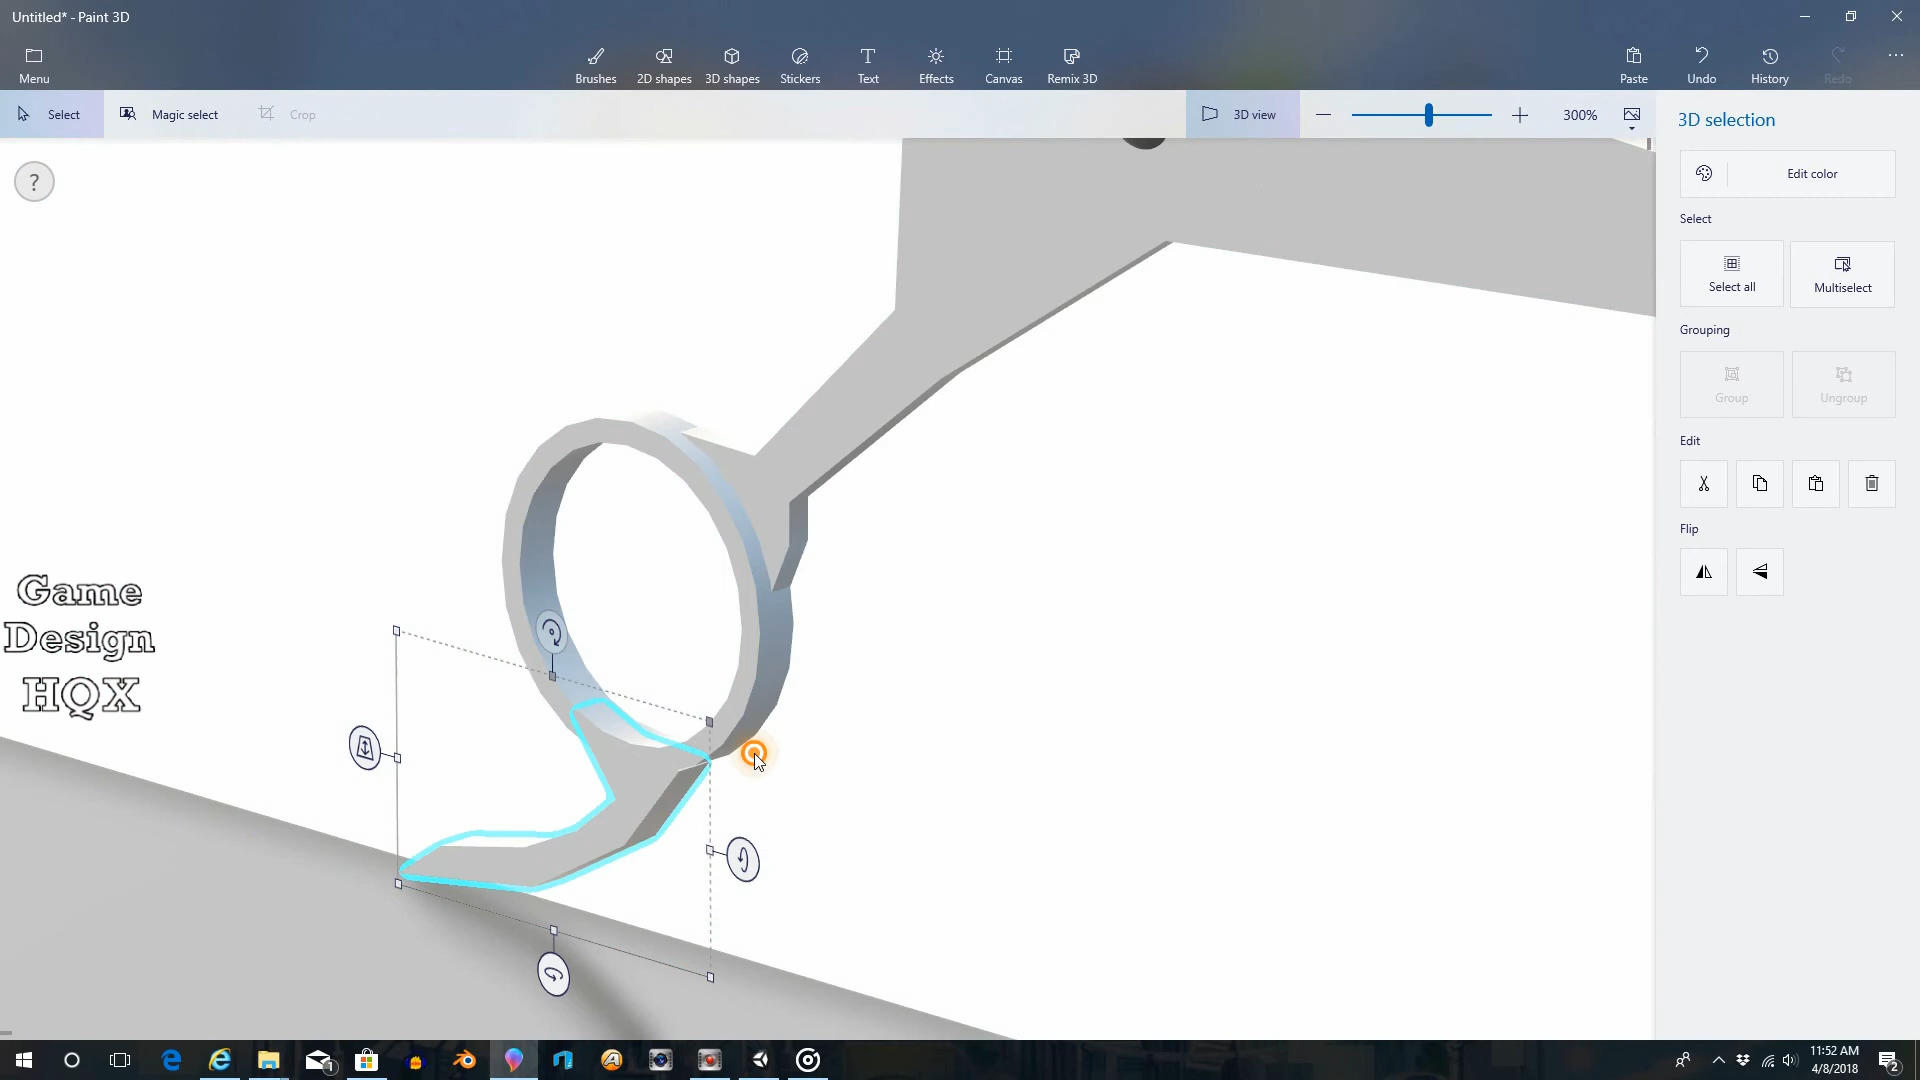 Untitled* - Paint 3D
Menu
Brushes
2D shapes
3D shapes
Stickers
Text
Effects
Canvas
Remix 3D
Paste
Undo
History
Redo
Select
Magic select
Crop
3D view
300%
3D selection
?
Edit color
Select
Select all
Multiselect
Grouping
Group
Ungroup
Edit
Flip
Game
Design
HQX
1
11:52 AM
4/8/2018
2